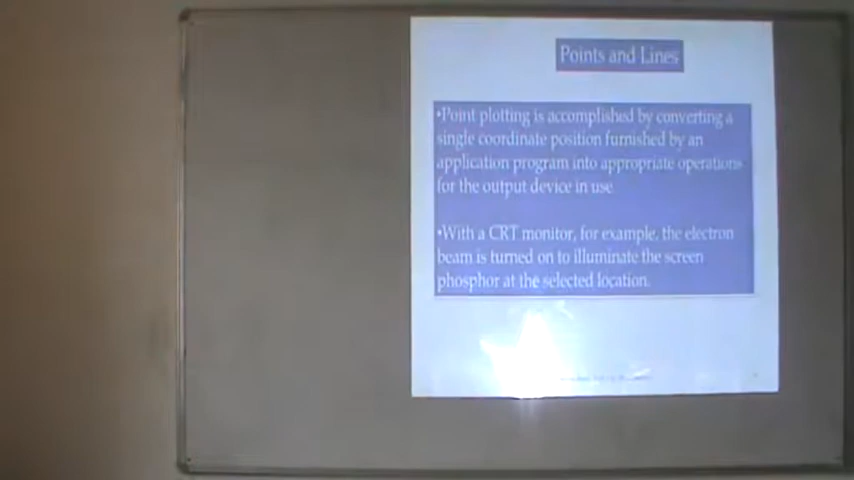 Points and Lines
•Point plotting is accomplished by converting a
single coordinate position furnished by an
application program into appropriate operations
for the output device in use.
•With a CRT monitor, for example, the electron
beam is turned on to illuminate the screen
phosphor at the selected location.